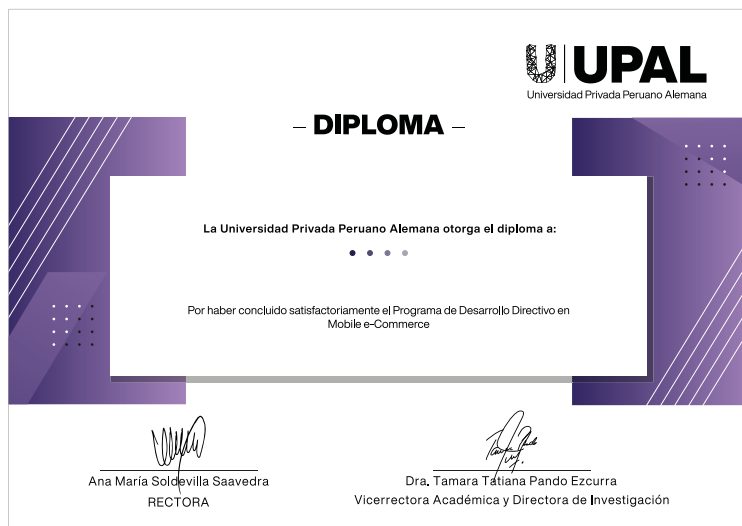 UPAL
Universidad Privada Peruano Alemana
– DIPLOMA –
La Universidad Privada Peruano Alemana otorga el diploma a:
Por haber concluido satisfactoriamente el Programa de Desarrollo Directivo en
Mobile e-Commerce
Ana María Soldevilla Saavedra
RECTORA
Dra. Tamara Tatiana Pando Ezcurra
Vicerrectora Académica y Directora de Investigación